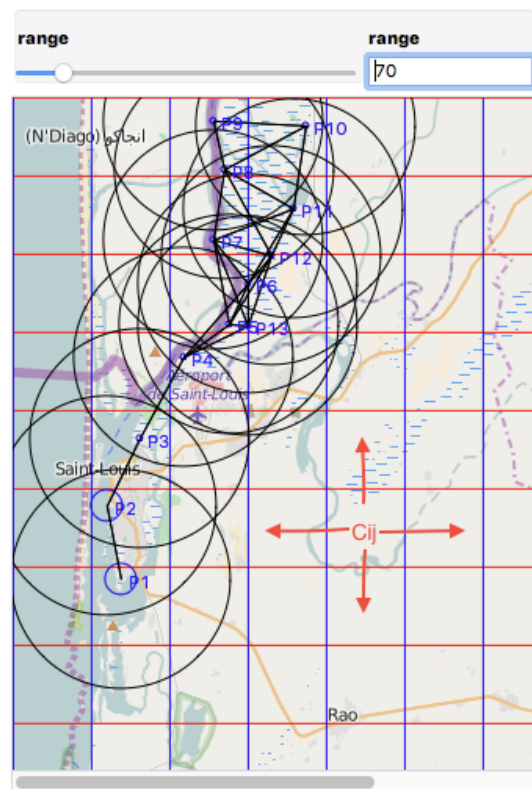 range
range
70
P9
P10
(N'Diago) انجاكو
P8
P11
P7
P12
P6
P5
P13
P4
Aéroport
de Saint-Louis
P3
Saint-Louis
P2
Cij
P1
Rao